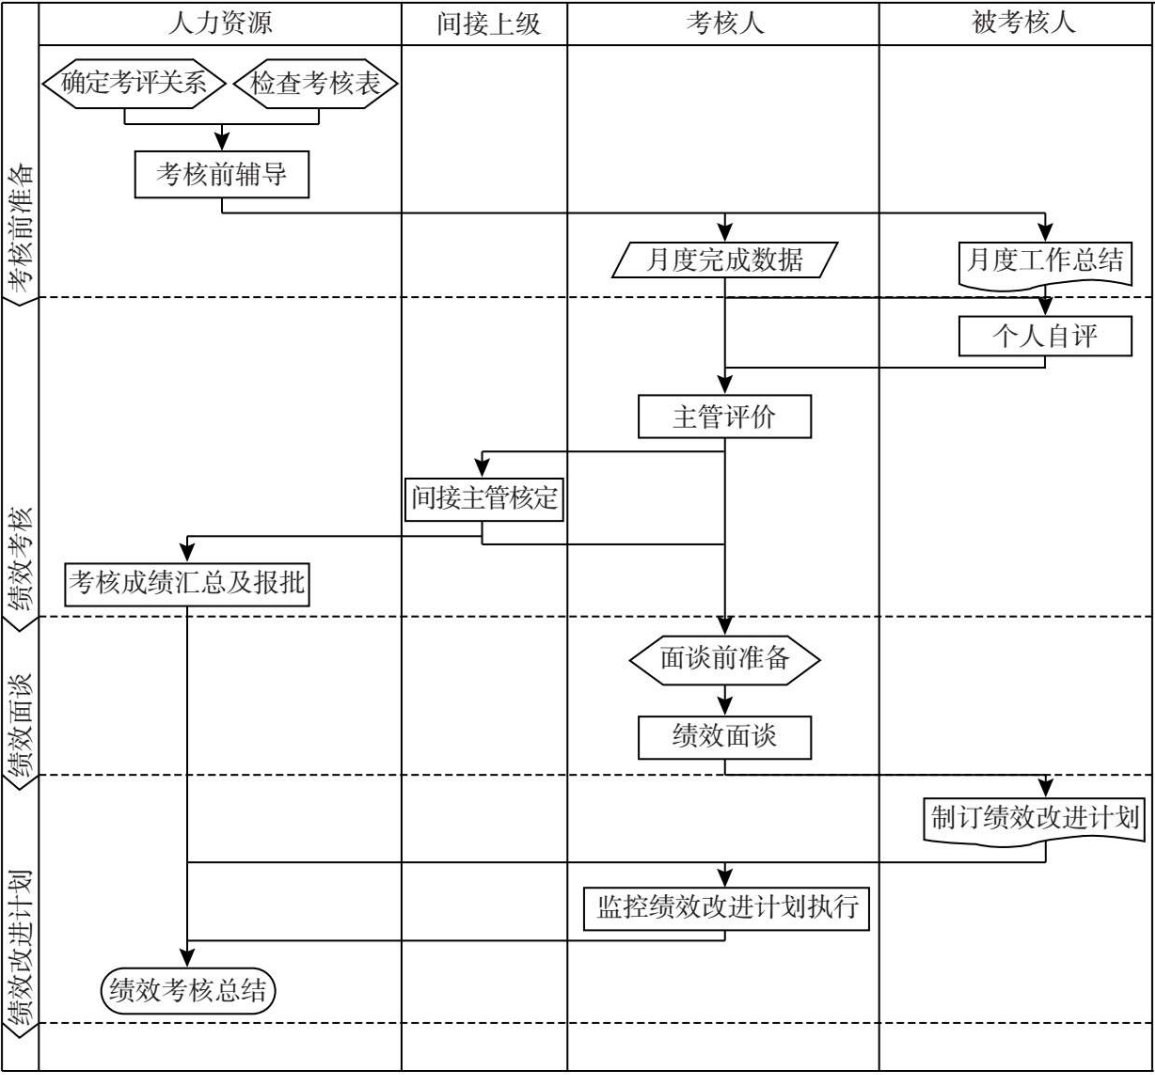 人力资源
间接上级
考核人
被考核人
考核前准备
确定考评关系
检查考核表
考核前辅导
月度完成数据
月度工作总结
绩效考核
个人自评
主管评价
间接主管核定
考核成绩汇总及报批
绩效面谈
面谈前准备
绩效面谈
绩效改进计划
制订绩效改进计划
监控绩效改进计划执行
绩效考核总结